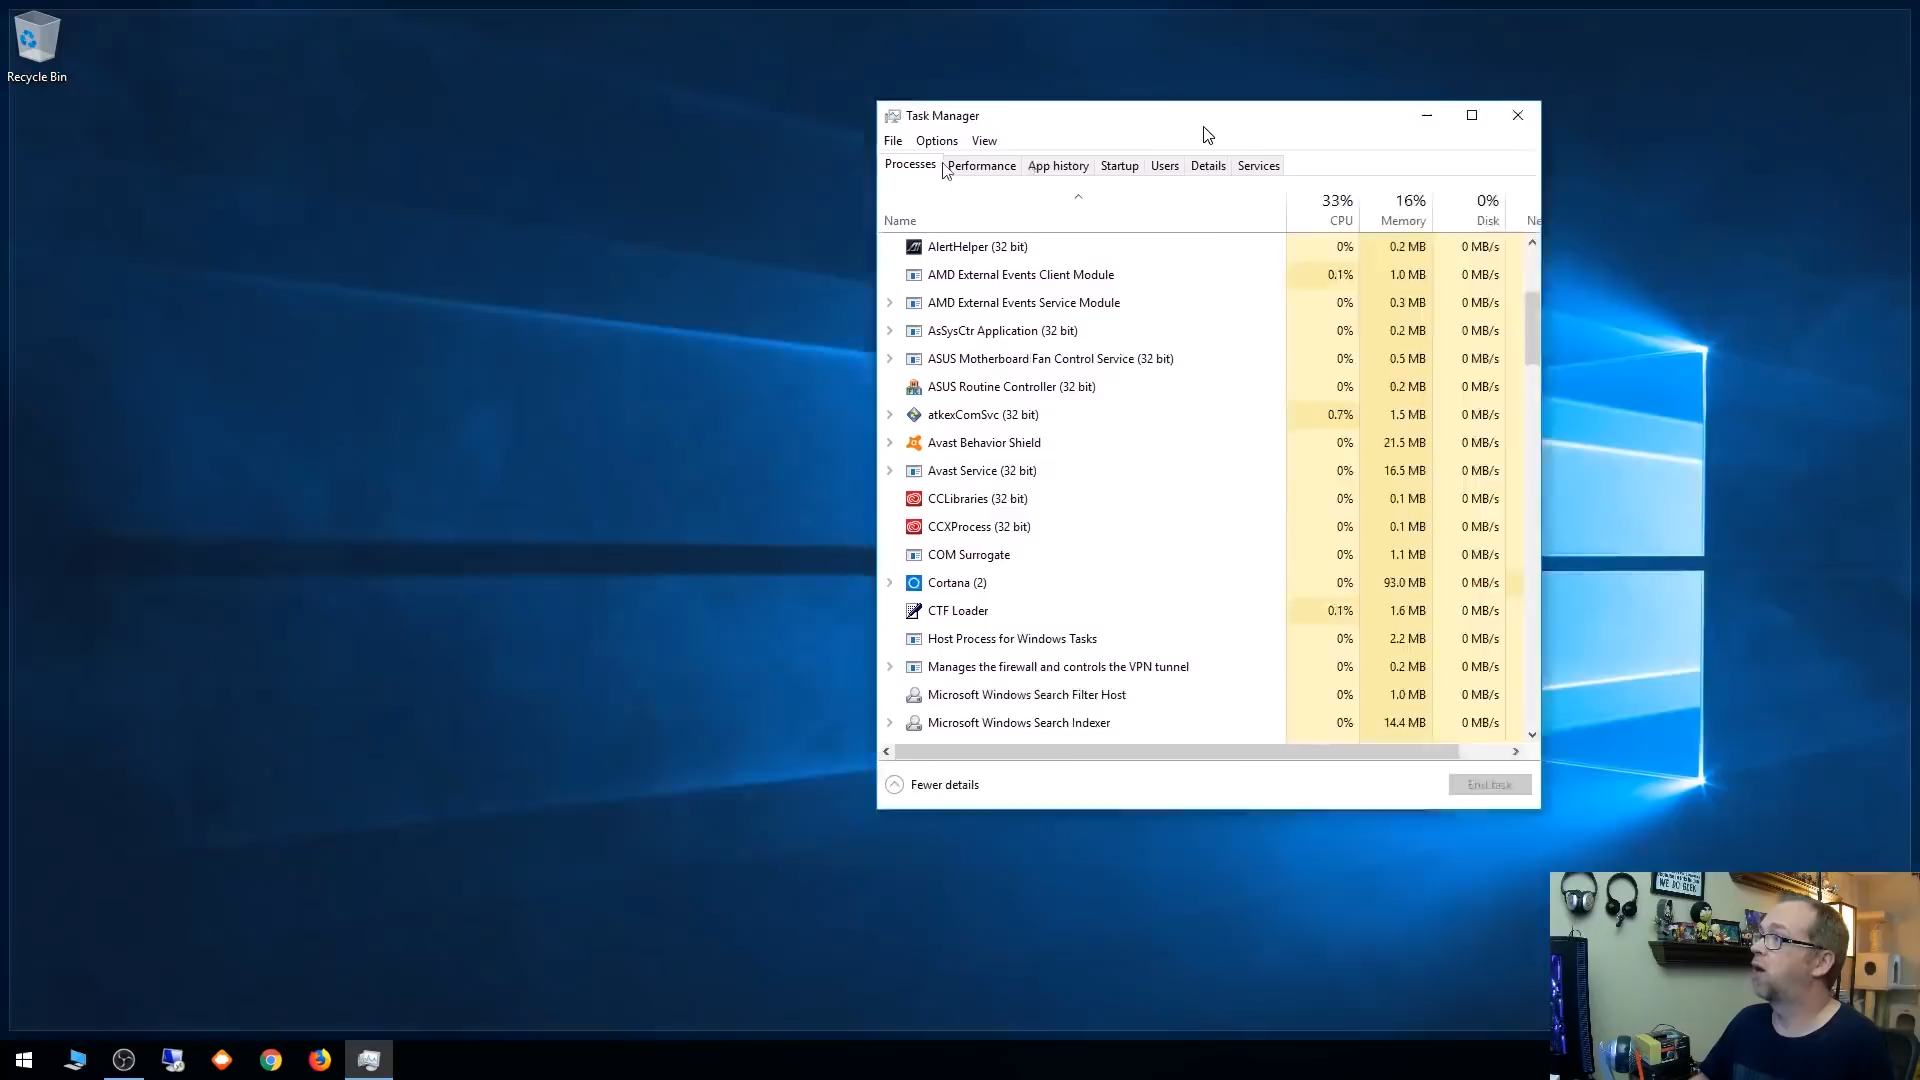 Recycle Bin
Task Manager
File Options View
Processes Performance App history Startup Users Details Services
33% 16% 0%
Name CPU Memory Disk Ne
AlertHelper (32 bit) 0% 0.2 MB 0 MB/s
AMD External Events Client Module 0.1% 1.0 MB 0 MB/s
AMD External Events Service Module 0% 0.3 MB 0 MB/s
AsSysCtr Application (32 bit) 0% 0.2 MB 0 MB/s
ASUS Motherboard Fan Control Service (32 bit) 0% 0.5 MB 0 MB/s
ASUS Routine Controller (32 bit) 0% 0.2 MB 0 MB/s
atkexComSvc (32 bit) 0.7% 1.5 MB 0 MB/s
Avast Behavior Shield 0% 21.5 MB 0 MB/s
Avast Service (32 bit) 0% 16.5 MB 0 MB/s
CCLibraries (32 bit) 0% 0.1 MB 0 MB/s
CCXProcess (32 bit) 0% 0.1 MB 0 MB/s
COM Surrogate 0% 1.1 MB 0 MB/s
Cortana (2) 0% 93.0 MB 0 MB/s
CTF Loader 0.1% 1.6 MB 0 MB/s
Host Process for Windows Tasks 0% 2.2 MB 0 MB/s
Manages the firewall and controls the VPN tunnel 0% 0.2 MB 0 MB/s
Microsoft Windows Search Filter Host 0% 1.0 MB 0 MB/s
Microsoft Windows Search Indexer 0% 14.4 MB 0 MB/s
Fewer details End task
WE DO GEEK